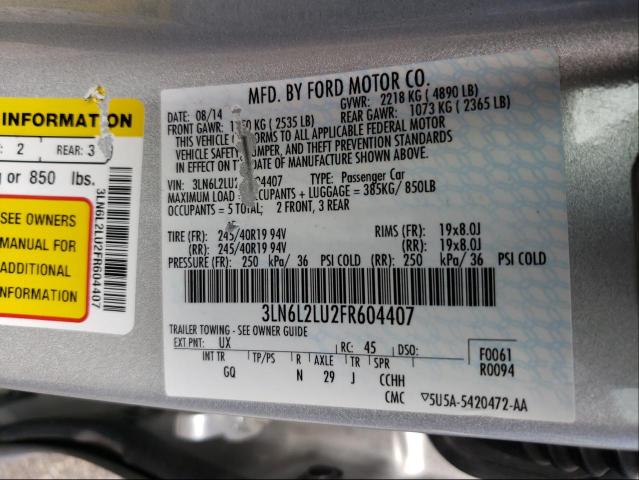 INFORMATION
2 REAR: 3
or 850 lbs.
SEE OWNERS
MANUAL FOR
ADDITIONAL
INFORMATION
3LN6L2LU2FR604407
MFD. BY FORD MOTOR CO.
DATE: 08/14 GVWR: 2218 KG ( 4890 LB)
FRONT GAWR: KG ( 2535 LB) REAR GAWR: 1073 KG ( 2365 LB)
THIS VEHICLE CONFORMS TO ALL APPLICABLE FEDERAL MOTOR
VEHICLE SAFETY, BUMPER, AND THEFT PREVENTION STANDARDS
IN EFFECT ON THE DATE OF MANUFACTURE SHOWN ABOVE.
VIN: 3LN6L2LU2 04407 TYPE: Passenger Car
MAXIMUM LOAD = OCCUPANTS + LUGGAGE = 385KG/ 850LB
OCCUPANTS = 5 TOTAL; 2 FRONT, 3 REAR
TIRE (FR): 245/40R19 94V RIMS (FR): 19x8.0J
(RR): 245/40R19 94V (RR): 19x8.0J
PRESSURE (FR): 250 kPa/ 36 PSI COLD (RR): 250 kPa/ 36 PSI COLD
3LN6L2LU2FR604407
TRAILER TOWING - SEE OWNER GUIDE
EXT PNT: UX RC: 45 DSO: F0061
INT TR TP/PS R AXLE TR SPR R0094
GQ N 29 J CCHH
CMC ▽5U5A-5420472-AA